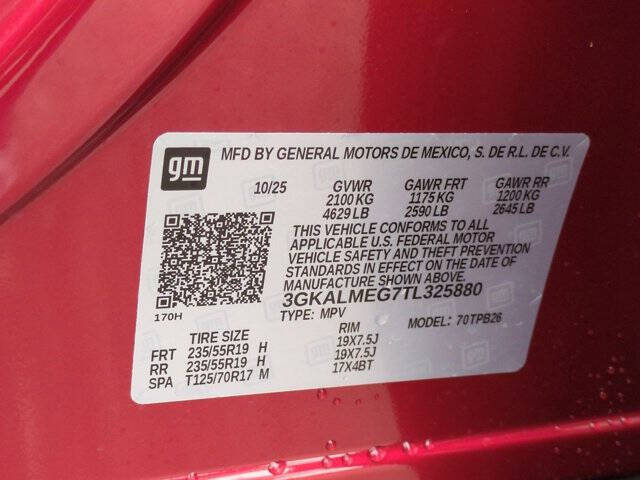 gm
MFD BY GENERAL MOTORS DE MEXICO, S. DE R.L. DE C.V.
10/25 GVWR GAWR FRT GAWR RR
2100 KG 1175 KG 1200 KG
4629 LB 2590 LB 2645 LB
THIS VEHICLE CONFORMS TO ALL
APPLICABLE U.S. FEDERAL MOTOR
VEHICLE SAFETY AND THEFT PREVENTION
STANDARDS IN EFFECT ON THE DATE OF
MANUFACTURE SHOWN ABOVE.
3GKALMEG7TL325880
170H
TYPE: MPV MODEL: 70TPB26
TIRE SIZE RIM
FRT 235/55R19 H 19X7.5J
RR 235/55R19 H 19X7.5J
SPA T125/70R17 M 17X4BT